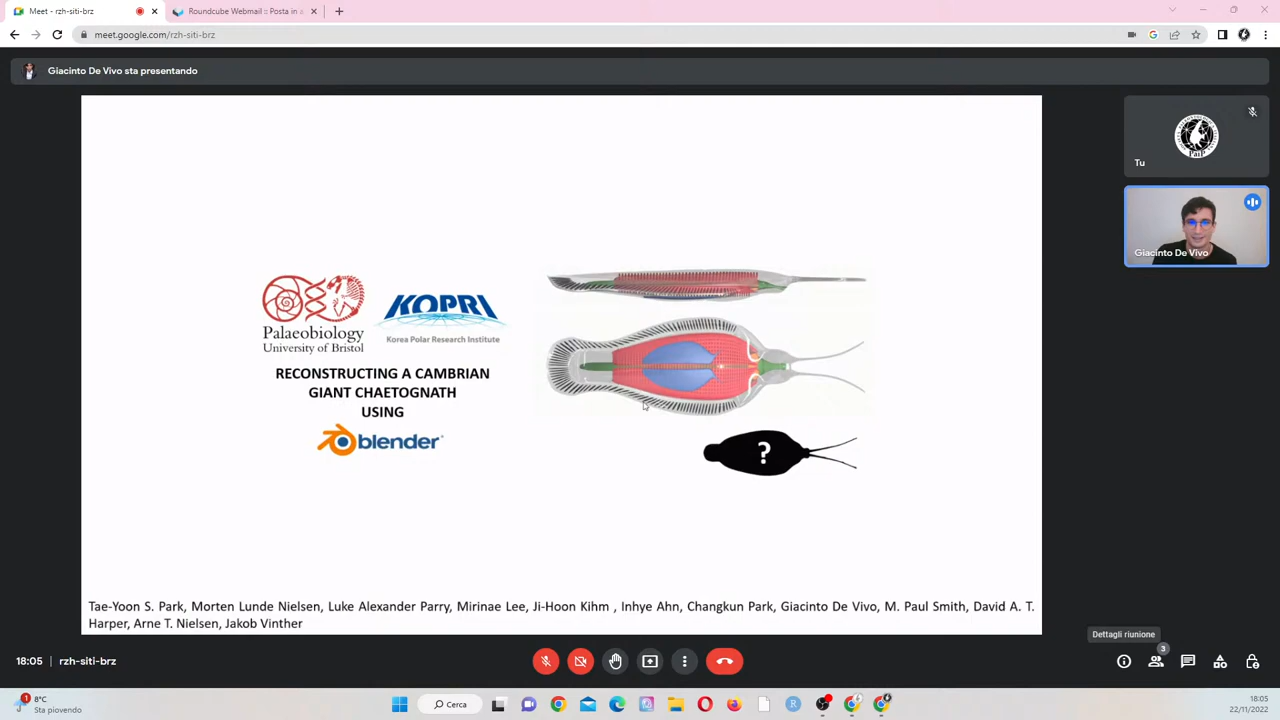 Meet - rzh-siti-brz
Roundcube Webmail :: Posta in a
meet.google.com/rzh-siti-brz
Giacinto De Vivo sta presentando
Tu
Giacinto De Vivo
Palaeobiology
University of Bristol
KOPRI
Korea Polar Research Institute
RECONSTRUCTING A CAMBRIAN
GIANT CHAETOGNATH
USING
blender
?
Tae-Yoon S. Park, Morten Lunde Nielsen, Luke Alexander Parry, Mirinae Lee, Ji-Hoon Kihm , Inhye Ahn, Changkun Park, Giacinto De Vivo, M. Paul Smith, David A. T.
Harper, Arne T. Nielsen, Jakob Vinther
Dettagli riunione
18:05
rzh-siti-brz
3
1
8°C
Sta piovendo
Cerca
18:05
22/11/2022